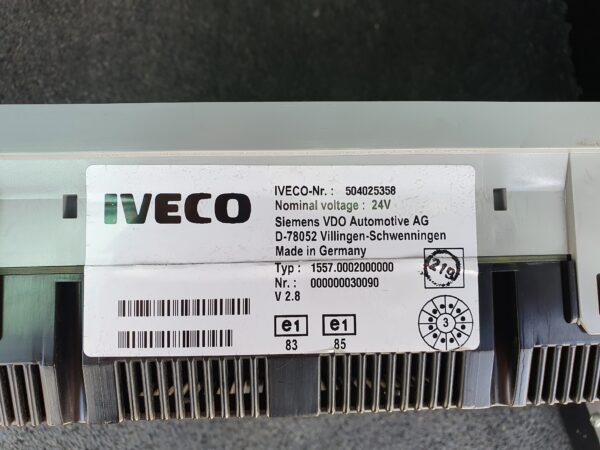 IVECO
IVECO-Nr. : 504025358
Nominal voltage : 24V
Siemens VDO Automotive AG
D-78052 Villingen-Schwenningen
Made in Germany
Typ : 1557.0002000000
Nr. : 000000030090
V 2.8
219
e1 e1
83 85
3